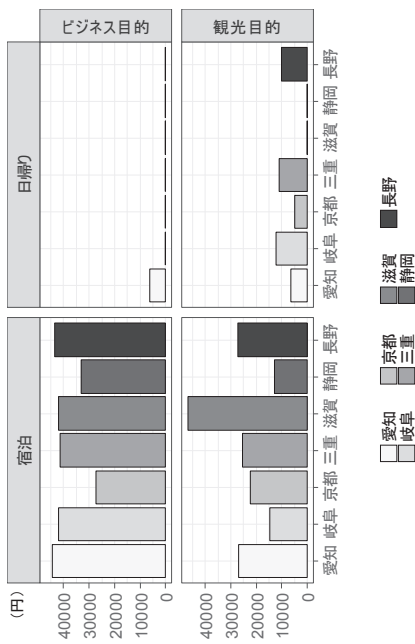 (円)
宿泊
日帰り
ビジネス目的
観光目的
40000
30000
20000
10000
0
40000
30000
20000
10000
0
愛知 岐阜 京都 三重 滋賀 静岡 長野
愛知 岐阜 京都 三重 滋賀 静岡 長野
愛知 京都 滋賀 長野
岐阜 三重 静岡